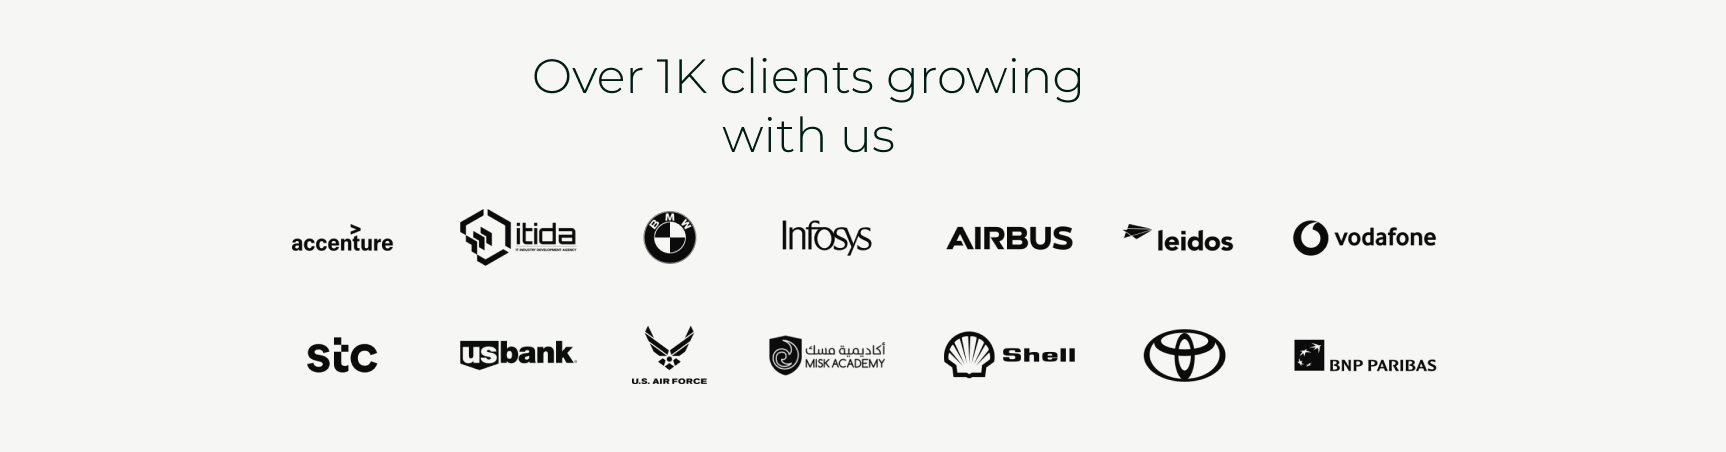 Over 1K clients growing
with us
accenture
itida
IT INDUSTRY DEVELOPMENT AGENCY
BMW
Infosys
AIRBUS
leidos
vodafone
stc
usbank
U.S. AIR FORCE
أكاديمية مسك
MISK ACADEMY
Shell
BNP PARIBAS